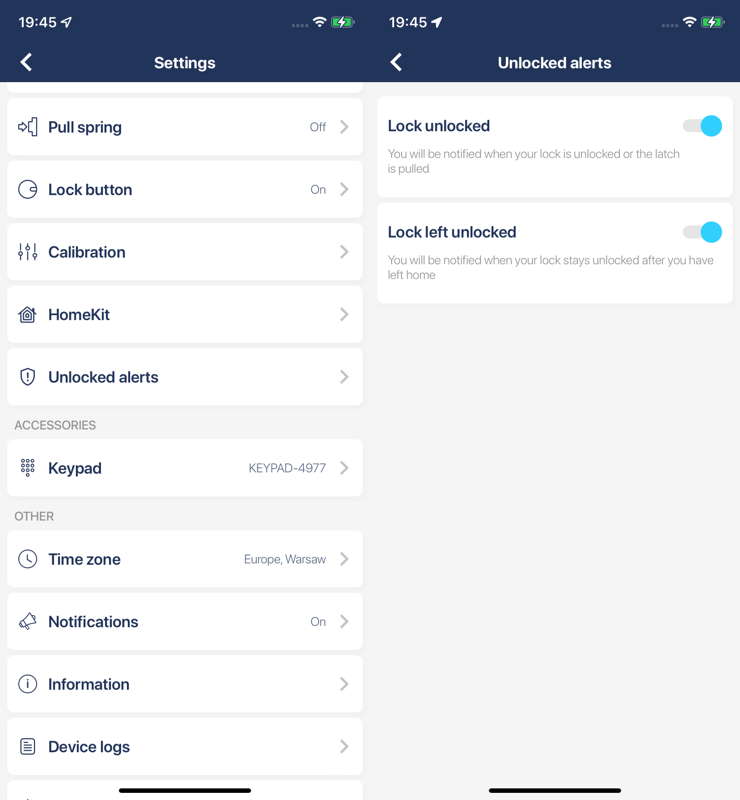 19:45
Settings
Pull spring
Off
Lock button
On
Calibration
HomeKit
Unlocked alerts
ACCESSORIES
Keypad
KEYPAD-4977
OTHER
Time zone
Europe, Warsaw
Notifications
On
Information
Device logs
19:45
Unlocked alerts
Lock unlocked
You will be notified when your lock is unlocked or the latch
is pulled
Lock left unlocked
You will be notified when your lock stays unlocked after you have
left home